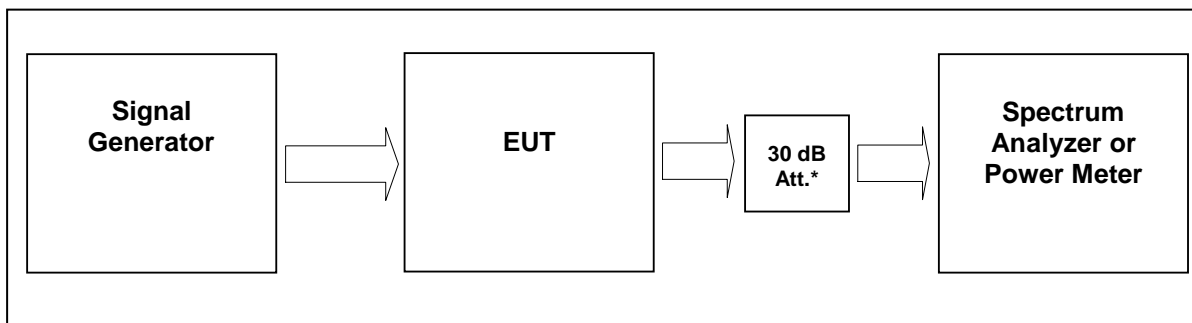 Signal
Generator
EUT
30 dB
Att.*
Spectrum
Analyzer or
Power Meter